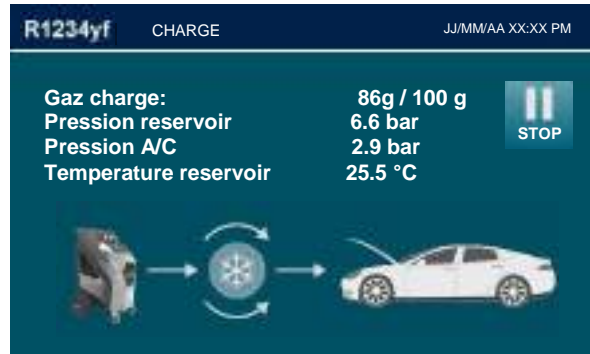 R1234yf CHARGE JJ/MM/AA XX:XX PM
Gaz charge: 86g / 100 g
Pression reservoir 6.6 bar
STOP
Pression A/C 2.9 bar
Temperature reservoir 25.5 °C